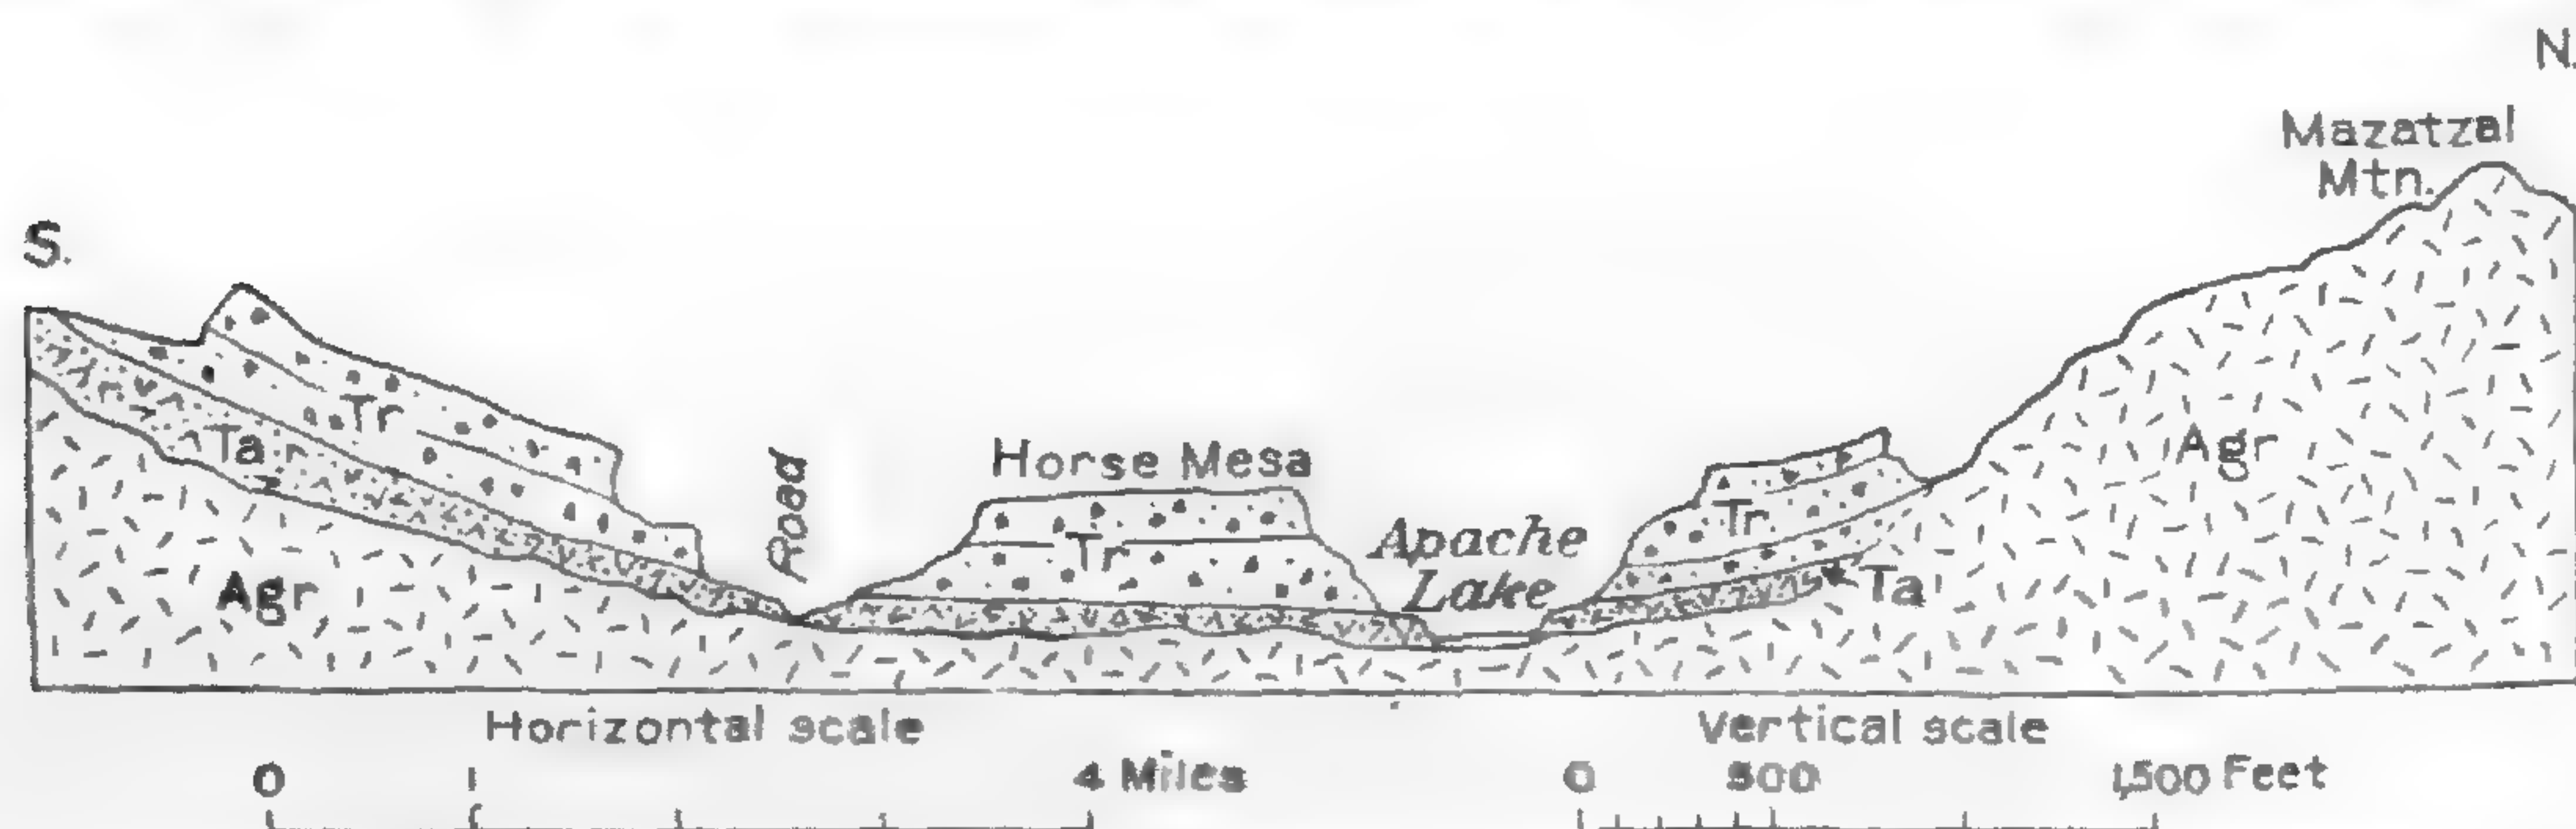 N.
Mazatzal
Mtn.
S.
Tr
Ta
Agr
Road
Horse Mesa
Tr
Apache
Lake
Tr
Ta
Agr
Horizontal scale
0 1 4 Miles
Vertical scale
0 500 1,500 Feet